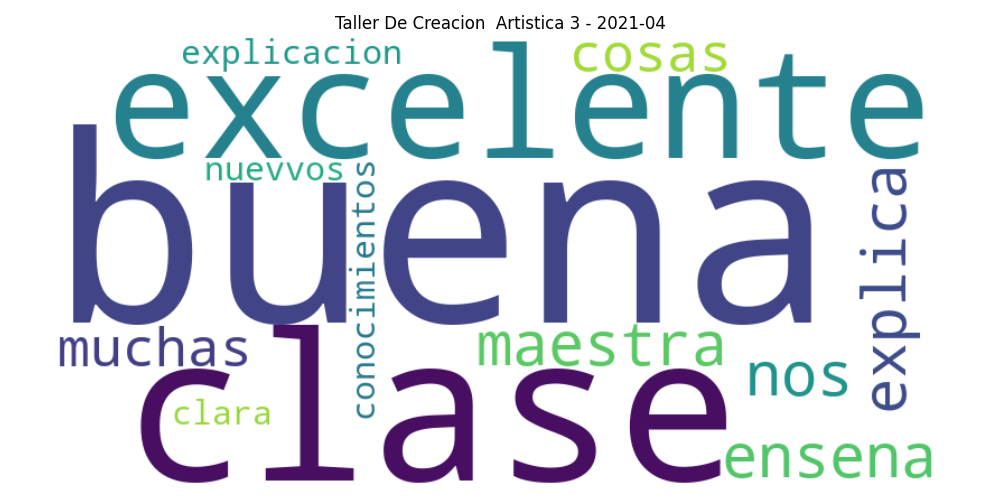 Taller De Creacion  Artistica 3 - 2021-04
explicacion
cosas
excelente
nuevvos
conocimientos
buena
explica
muchas
maestra
nos
clase
clara
ensena